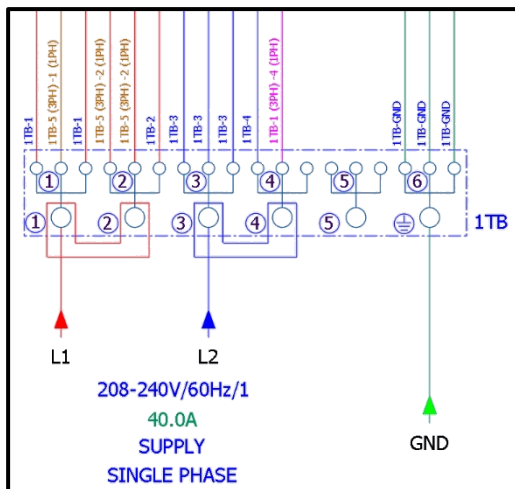 1TB-1
1TB-5 (3PH) -1 (1PH)
1TB-1
1TB-5 (3PH) -2 (1PH)
1TB-5 (3PH) -2 (1PH)
1TB-2
1TB-3
1TB-3
1TB-3
1TB-4
1TB-1 (3PH)-4 (1PH)
1TB-GND
1TB-GND
1TB-GND
1 2 3 4 5 6
1 2 3 4 5 1TB
L1 L2
208-240V/60Hz/1
40.0A
SUPPLY
SINGLE PHASE
GND